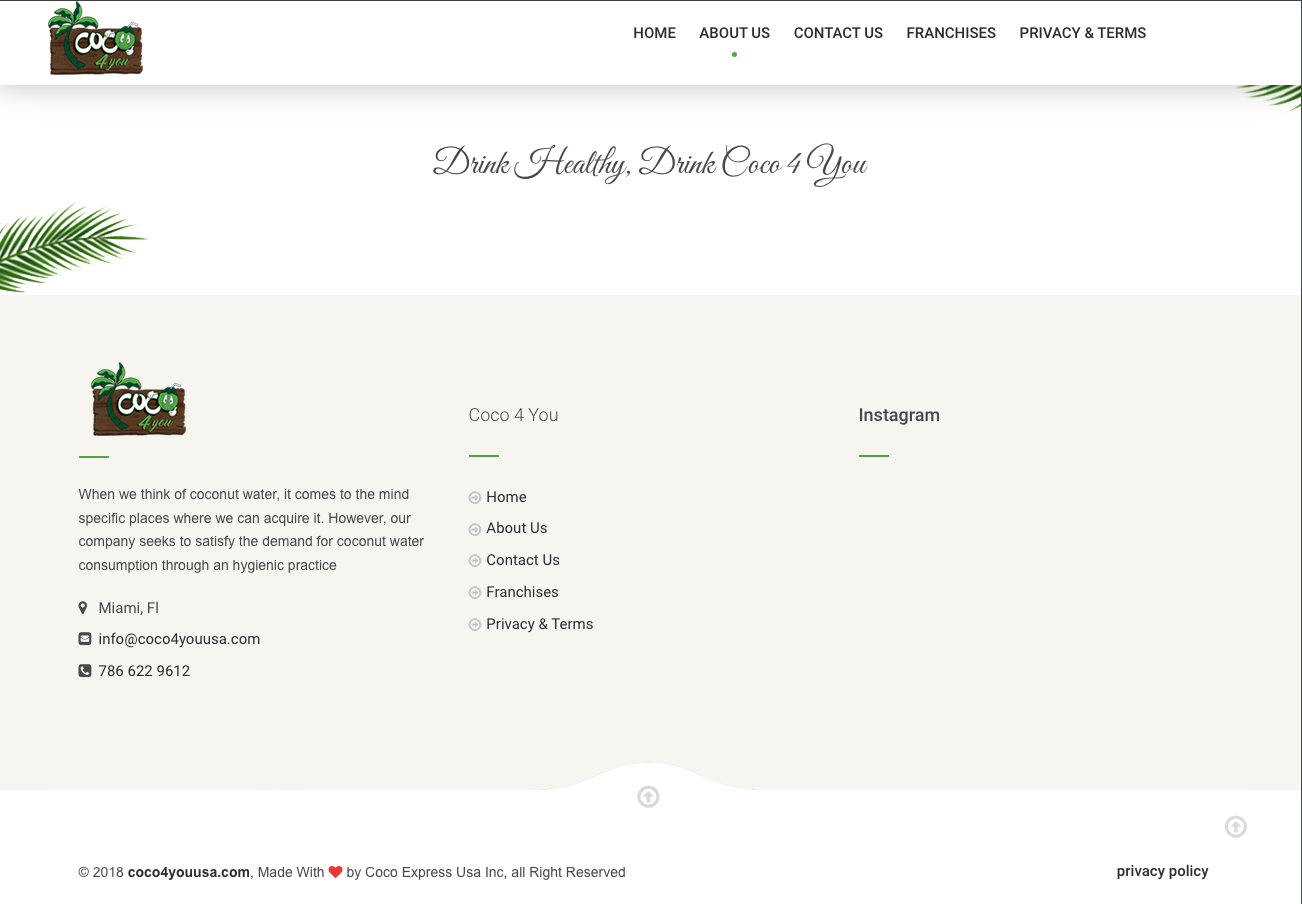 COCO
4 you
HOME ABOUT US CONTACT US FRANCHISES PRIVACY & TERMS
Drink Healthy, Drink Coco 4 You
COCO
4 you
When we think of coconut water, it comes to the mind
specific places where we can acquire it. However, our
company seeks to satisfy the demand for coconut water
consumption through an hygienic practice
Miami, Fl
info@coco4youusa.com
786 622 9612
Coco 4 You
Home
About Us
Contact Us
Franchises
Privacy & Terms
Instagram
© 2018 coco4youusa.com, Made With ❤ by Coco Express Usa Inc, all Right Reserved
privacy policy